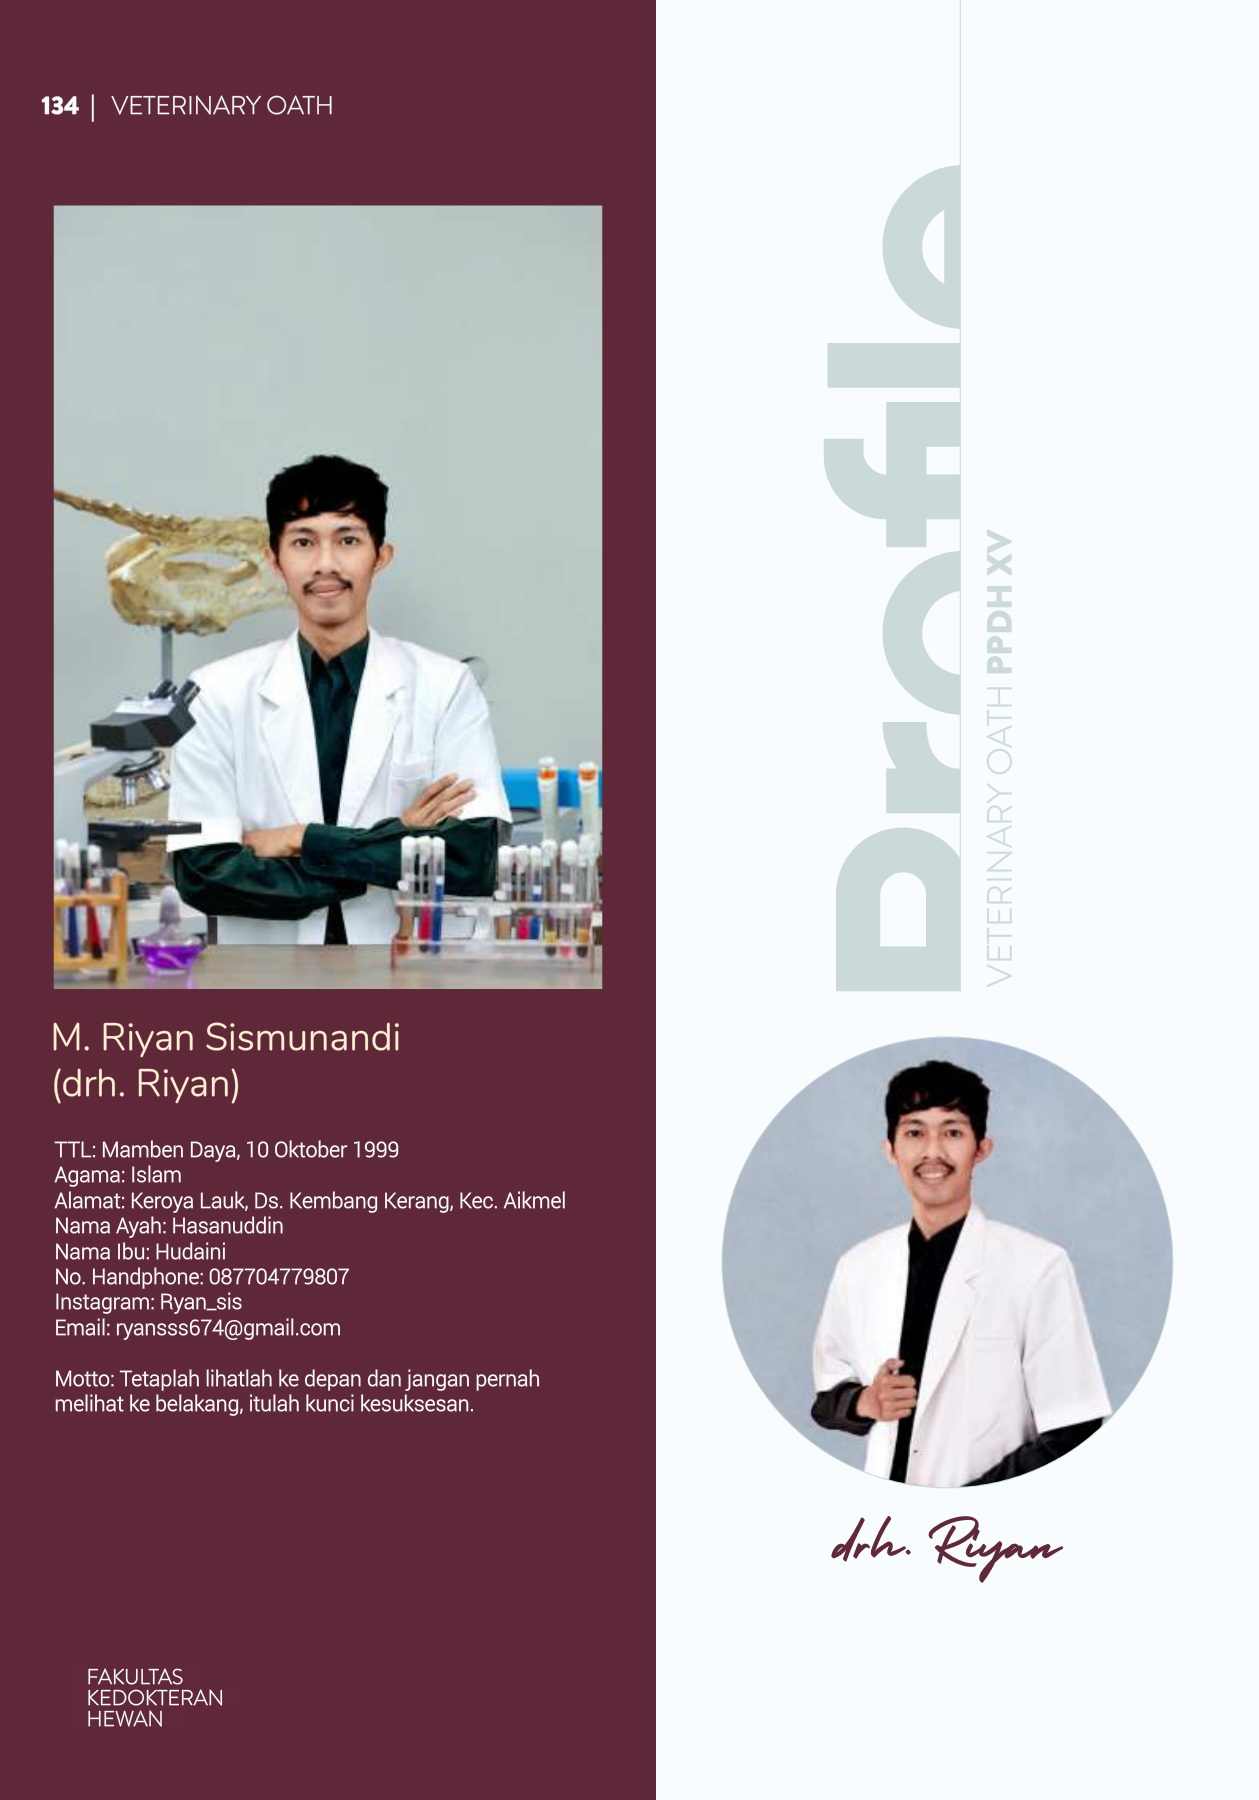 134 | VETERINARY OATH
M. Riyan Sismunandi
(drh. Riyan)
TTL: Mamben Daya, 10 Oktober 1999
Agama: Islam
Alamat: Keroya Lauk, Ds. Kembang Kerang, Kec. Aikmel
Nama Ayah: Hasanuddin
Nama Ibu: Hudaini
No. Handphone: 087704779807
Instagram: Ryan_sis
Email: ryansss674@gmail.com
Motto: Tetaplah lihatlah ke depan dan jangan pernah
melihat ke belakang, itulah kunci kesuksesan.
FAKULTAS
KEDOKTERAN
HEWAN
Profile
VETERINARY OATH PPDH XV
drh. Riyan